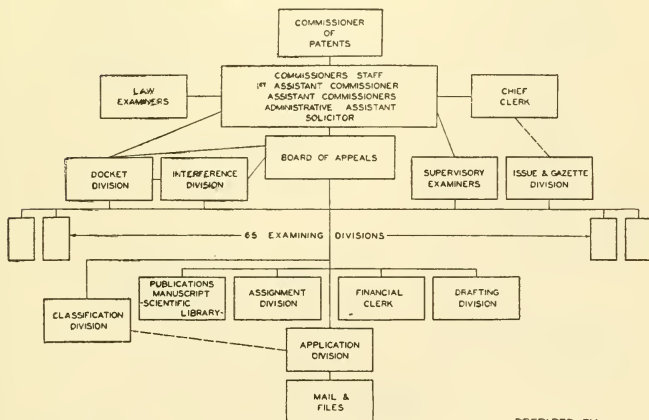 COMMISSIONER
OF
PATENTS
COMMISSIONERS STAFF
1ST ASSISTANT COMMISSIONER
ASSISTANT COMMISSIONERS
ADMINISTRATIVE ASSISTANT
SOLICITOR
LAW
EXAMINERS
CHIEF
CLERK
BOARD OF APPEALS
DOCKET
DIVISION
INTERFERENCE
DIVISION
SUPERVISORY
EXAMINERS
ISSUE & GAZETTE
DIVISION
65 EXAMINING DIVISIONS
CLASSIFICATION
DIVISION
PUBLICATIONS
MANUSCRIPT
-SCIENTIFIC
LIBRARY-
ASSIGNMENT
DIVISION
FINANCIAL
CLERK
DRAFTING
DIVISION
APPLICATION
DIVISION
MAIL &
FILES